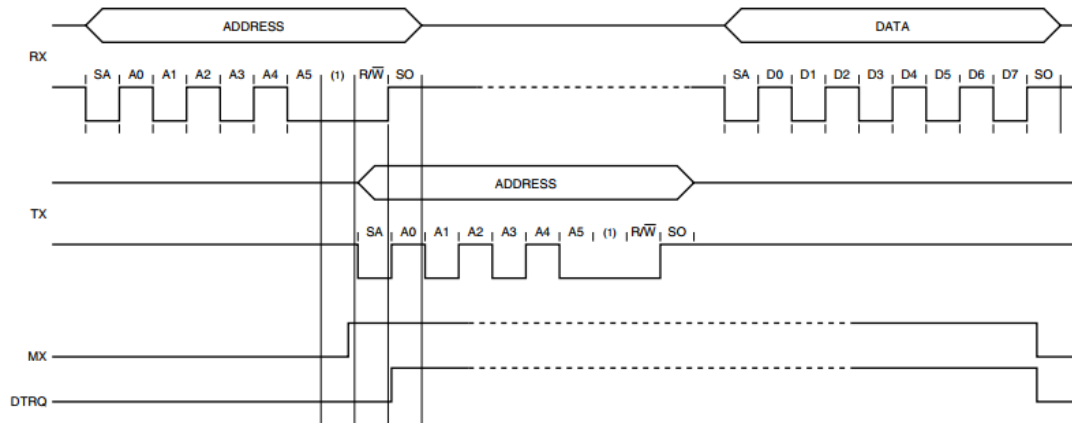 ADDRESS DATA
RX
SA A0 A1 A2 A3 A4 A5 (1) R/W̅ SO SA D0 D1 D2 D3 D4 D5 D6 D7 SO
ADDRESS
TX
SA A0 A1 A2 A3 A4 A5 (1) R/W̅ SO
MX
DTRQ